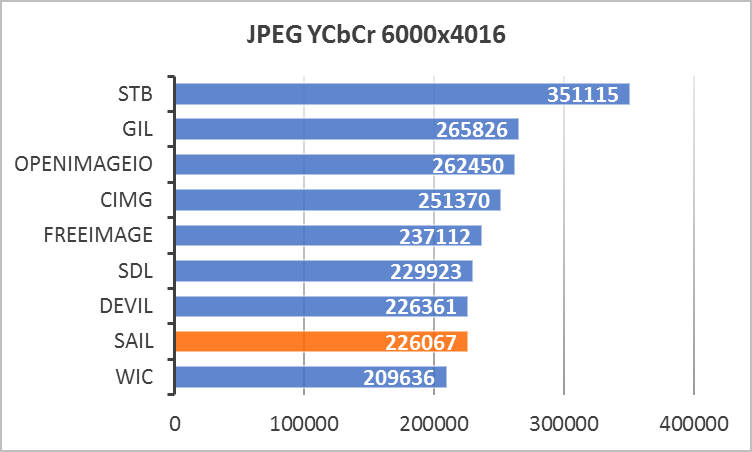 JPEG YCbCr 6000x4016
STB 351115
GIL 265826
OPENIMAGEIO 262450
CIMG 251370
FREEIMAGE 237112
SDL 229923
DEVIL 226361
SAIL 226067
WIC 209636
0 100000 200000 300000 400000